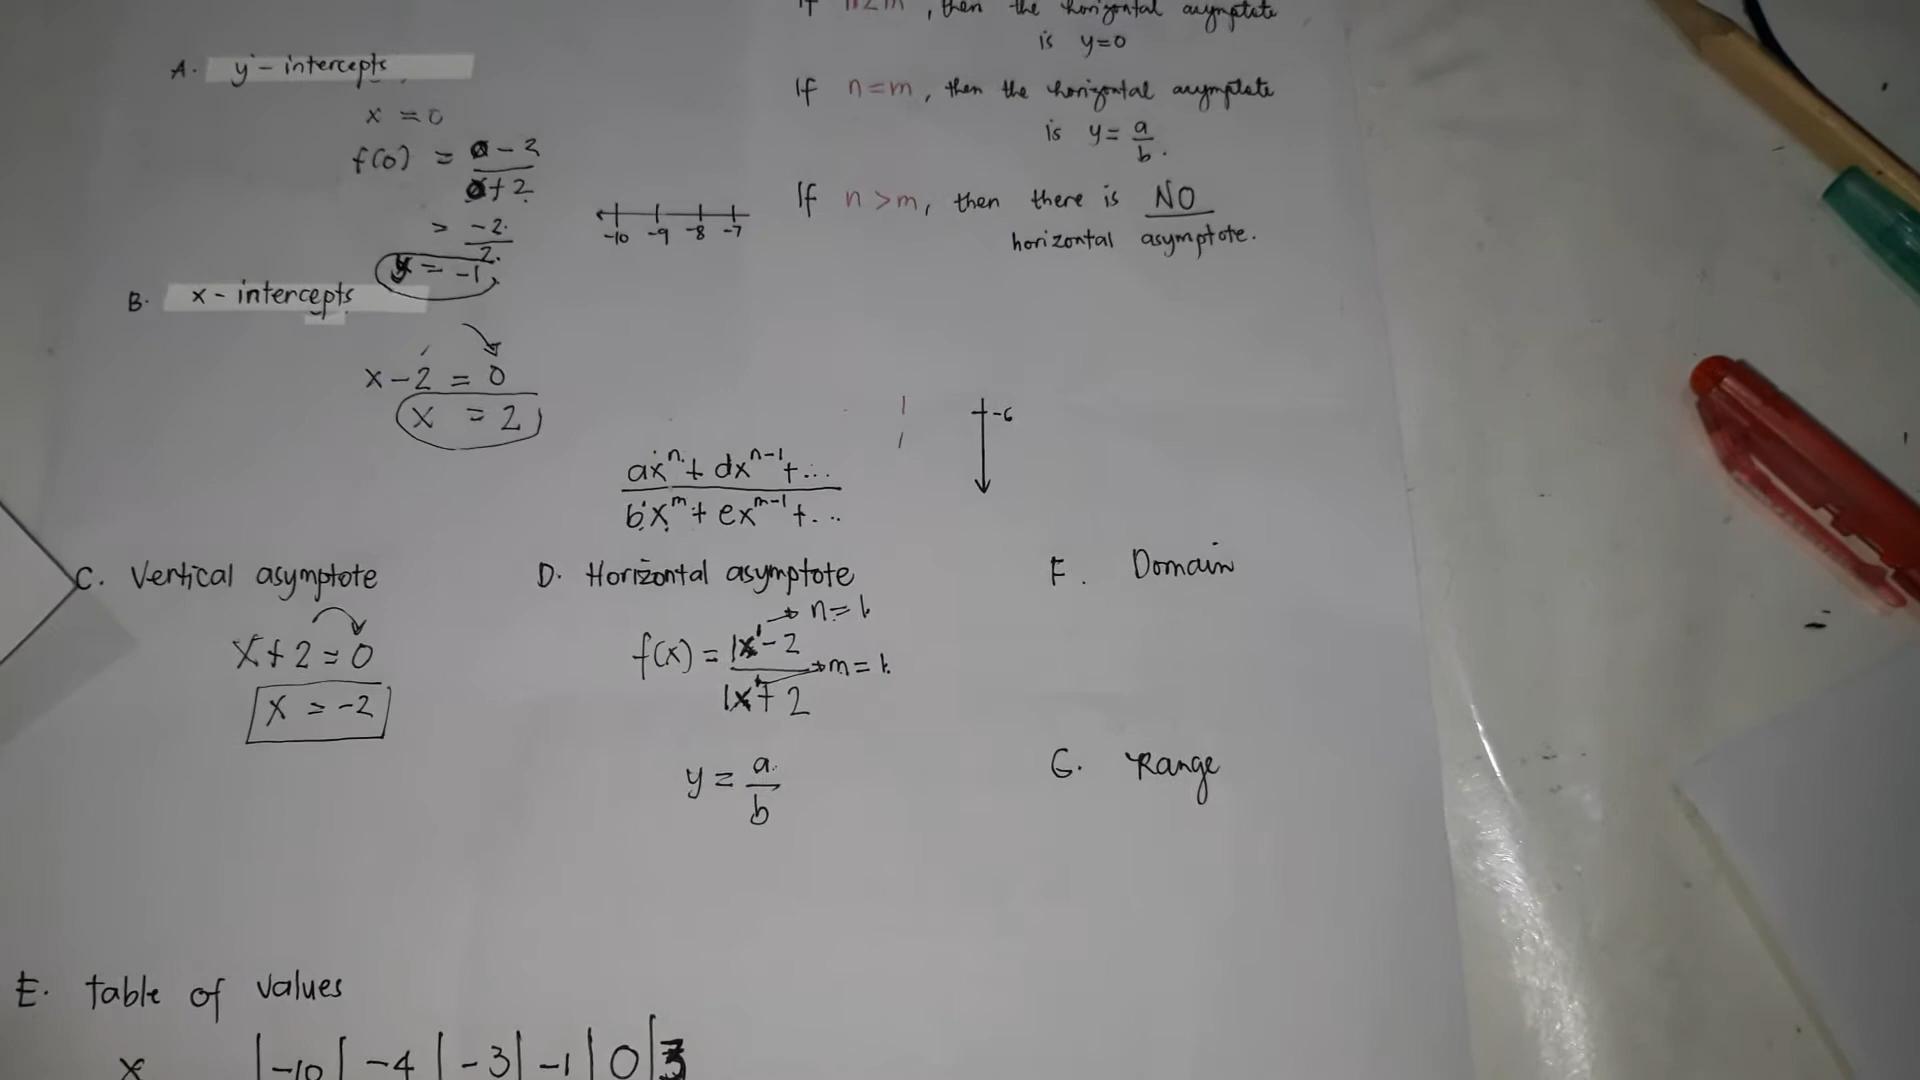 If n<m, then the horizontal asymptote
is y=0
A. y-intercepts
x = 0
f(0) = 0-2
0+2
= -2
2
y = -1
If n=m, then the horizontal asymptote
is y= a
b.
If n>m, then there is NO
horizontal asymptote.
-10 -9 -8 -7
B. x-intercepts
x-2 = 0
x = 2
-6
ax^n + dx^n-1 +...
bx^m + ex^m-1 +...
C. Vertical asymptote
x+2=0
x = -2
D. Horizontal asymptote
n=1
f(x) = 1x^1-2
m=1
1x^1+2
y = a
b
F. Domain
G. Range
E. table of values
x | -10 | -4 | -3 | -1 | 0 | 3